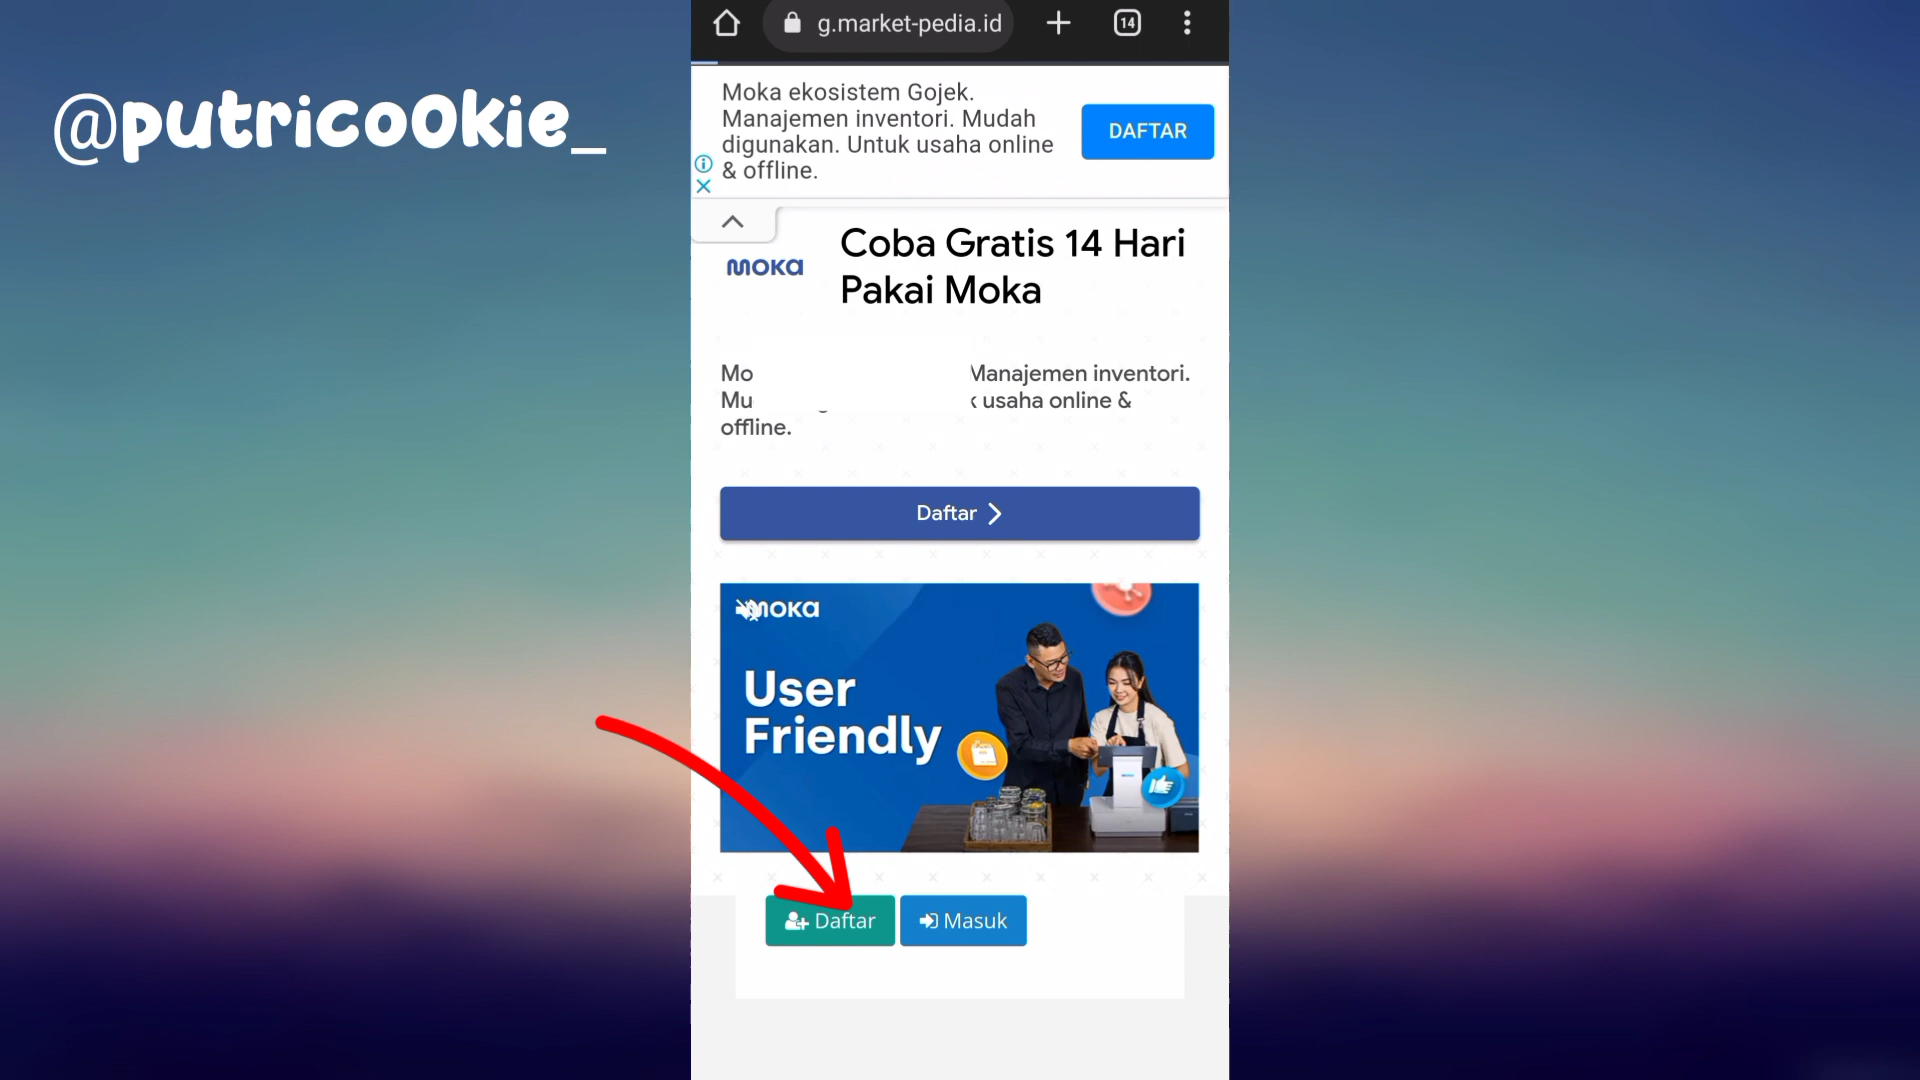 @putrico0kie_
g.market-pedia.id
14
Moka ekosistem Gojek.
Manajemen inventori. Mudah
digunakan. Untuk usaha online
& offline.
DAFTAR
moka
Coba Gratis 14 Hari
Pakai Moka
Mo Manajemen inventori.
Mu usaha online &
offline.
Daftar
moka
User
Friendly
Daftar
Masuk